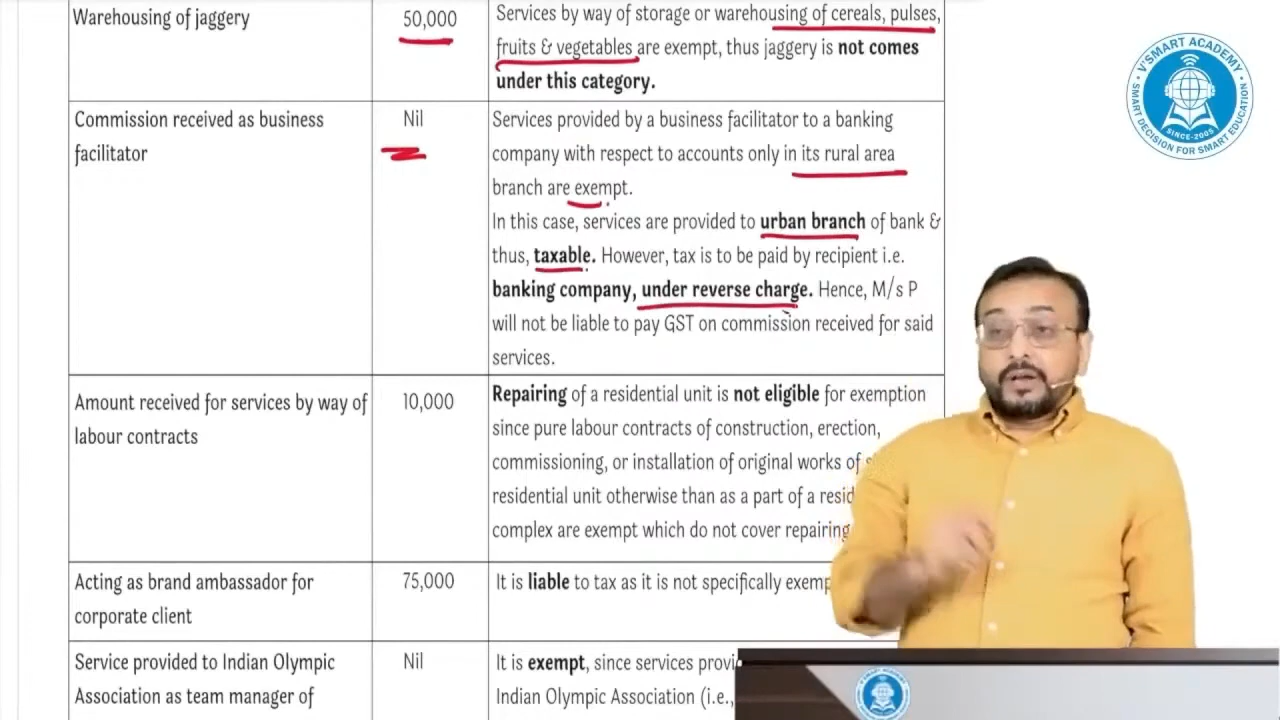 Warehousing of jaggery
50,000
Services by way of storage or warehousing of cereals, pulses,
fruits & vegetables are exempt, thus jaggery is not comes
under this category.
Commission received as business
facilitator
Nil
Services provided by a business facilitator to a banking
company with respect to accounts only in its rural area
branch are exempt.
In this case, services are provided to urban branch of bank &
thus, taxable. However, tax is to be paid by recipient i.e.
banking company, under reverse charge. Hence, M/s P
will not be liable to pay GST on commission received for said
services.
Amount received for services by way of
labour contracts
10,000
Repairing of a residential unit is not eligible for exemption
since pure labour contracts of construction, erection,
commissioning, or installation of original works of
residential unit otherwise than as a part of a
complex are exempt which do not cover repairing
Acting as brand ambassador for
corporate client
75,000
It is liable to tax as it is not specifically
Service provided to Indian Olympic
Association as team manager of
Nil
It is exempt, since services
Indian Olympic Association (i.e.,
V'SMART ACADEMY
SINCE-2005
SMART DECISION FOR SMART EDUCATION